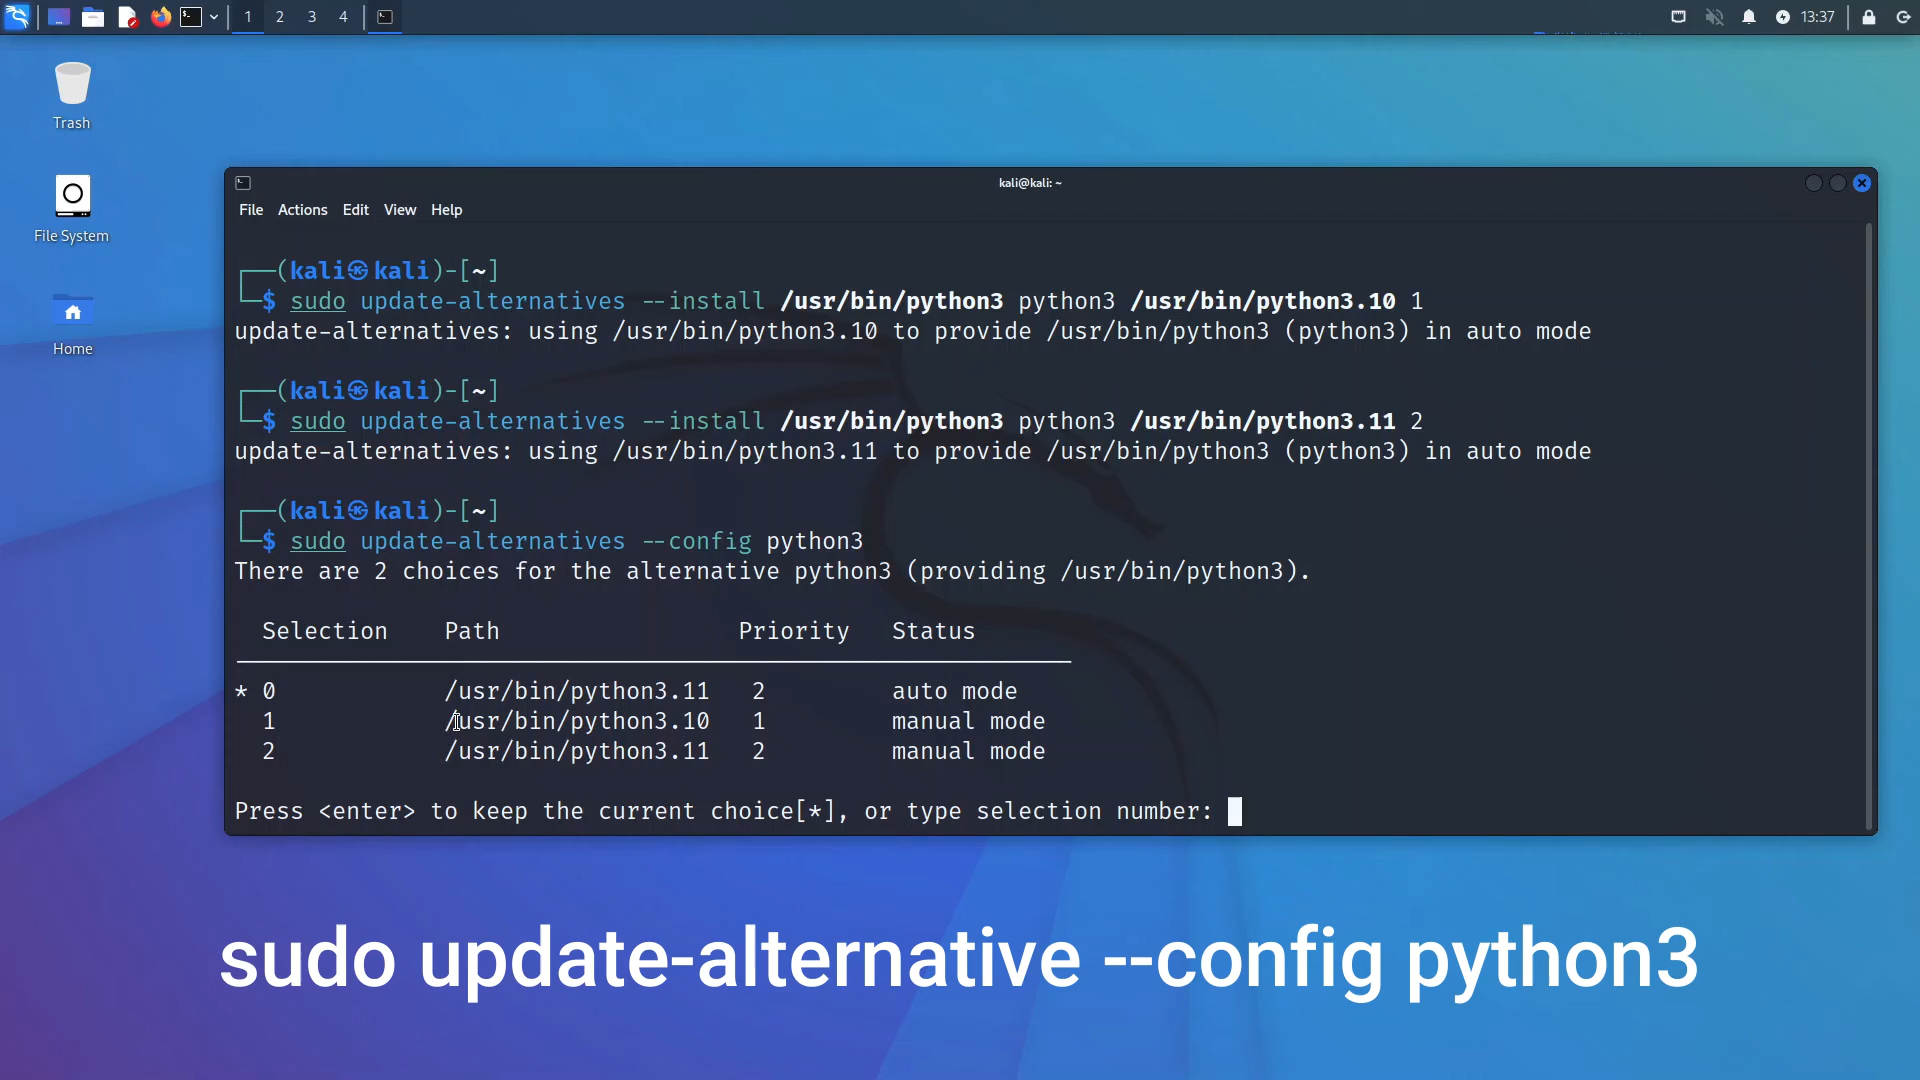 1 2 3 4 13:37
Trash
File System
Home
kali@kali: ~
File Actions Edit View Help
┌──(kali㉿kali)-[~]
└─$ sudo update-alternatives --install /usr/bin/python3 python3 /usr/bin/python3.10 1
update-alternatives: using /usr/bin/python3.10 to provide /usr/bin/python3 (python3) in auto mode
┌──(kali㉿kali)-[~]
└─$ sudo update-alternatives --install /usr/bin/python3 python3 /usr/bin/python3.11 2
update-alternatives: using /usr/bin/python3.11 to provide /usr/bin/python3 (python3) in auto mode
┌──(kali㉿kali)-[~]
└─$ sudo update-alternatives --config python3
There are 2 choices for the alternative python3 (providing /usr/bin/python3).
Selection Path Priority Status
* 0 /usr/bin/python3.11 2 auto mode
1 /usr/bin/python3.10 1 manual mode
2 /usr/bin/python3.11 2 manual mode
Press <enter> to keep the current choice[*], or type selection number:
sudo update-alternative --config python3